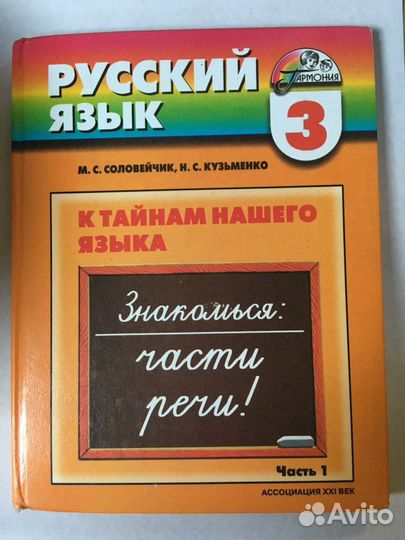 РУССКИЙ
ЯЗЫК
ГАРМОНИЯ
3
М. С. СОЛОВЕЙЧИК, Н. С. КУЗЬМЕНКО
К ТАЙНАМ НАШЕГО
ЯЗЫКА
Знакомься:
части
речи!
Часть 1
АССОЦИАЦИЯ XXI ВЕК
Avito